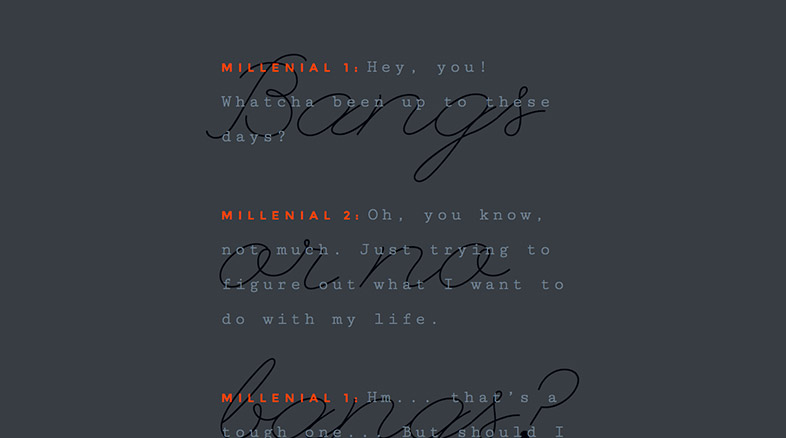 MILLENIAL 1: Hey, you!
Whatcha been up to these
days?
Bangs
MILLENIAL 2: Oh, you know,
not much. Just trying to
figure out what I want to
do with my life.
or no
MILLENIAL 1: Hm... that's a
tough one... But should I
bangs?